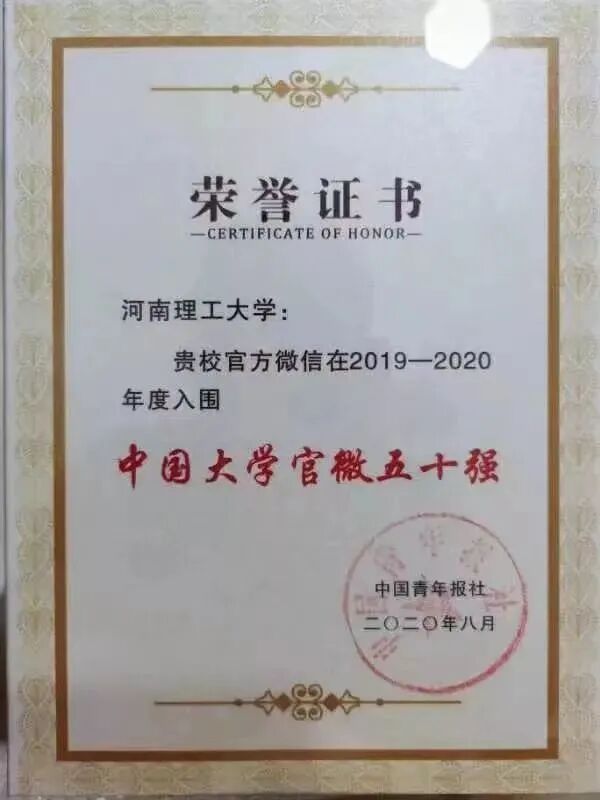 荣誉证书
—CERTIFICATE OF HONOR—
河南理工大学：
贵校官方微信在2019—2020
年度入围
中国大学官微五十强
中国青年报社
二〇二〇年八月